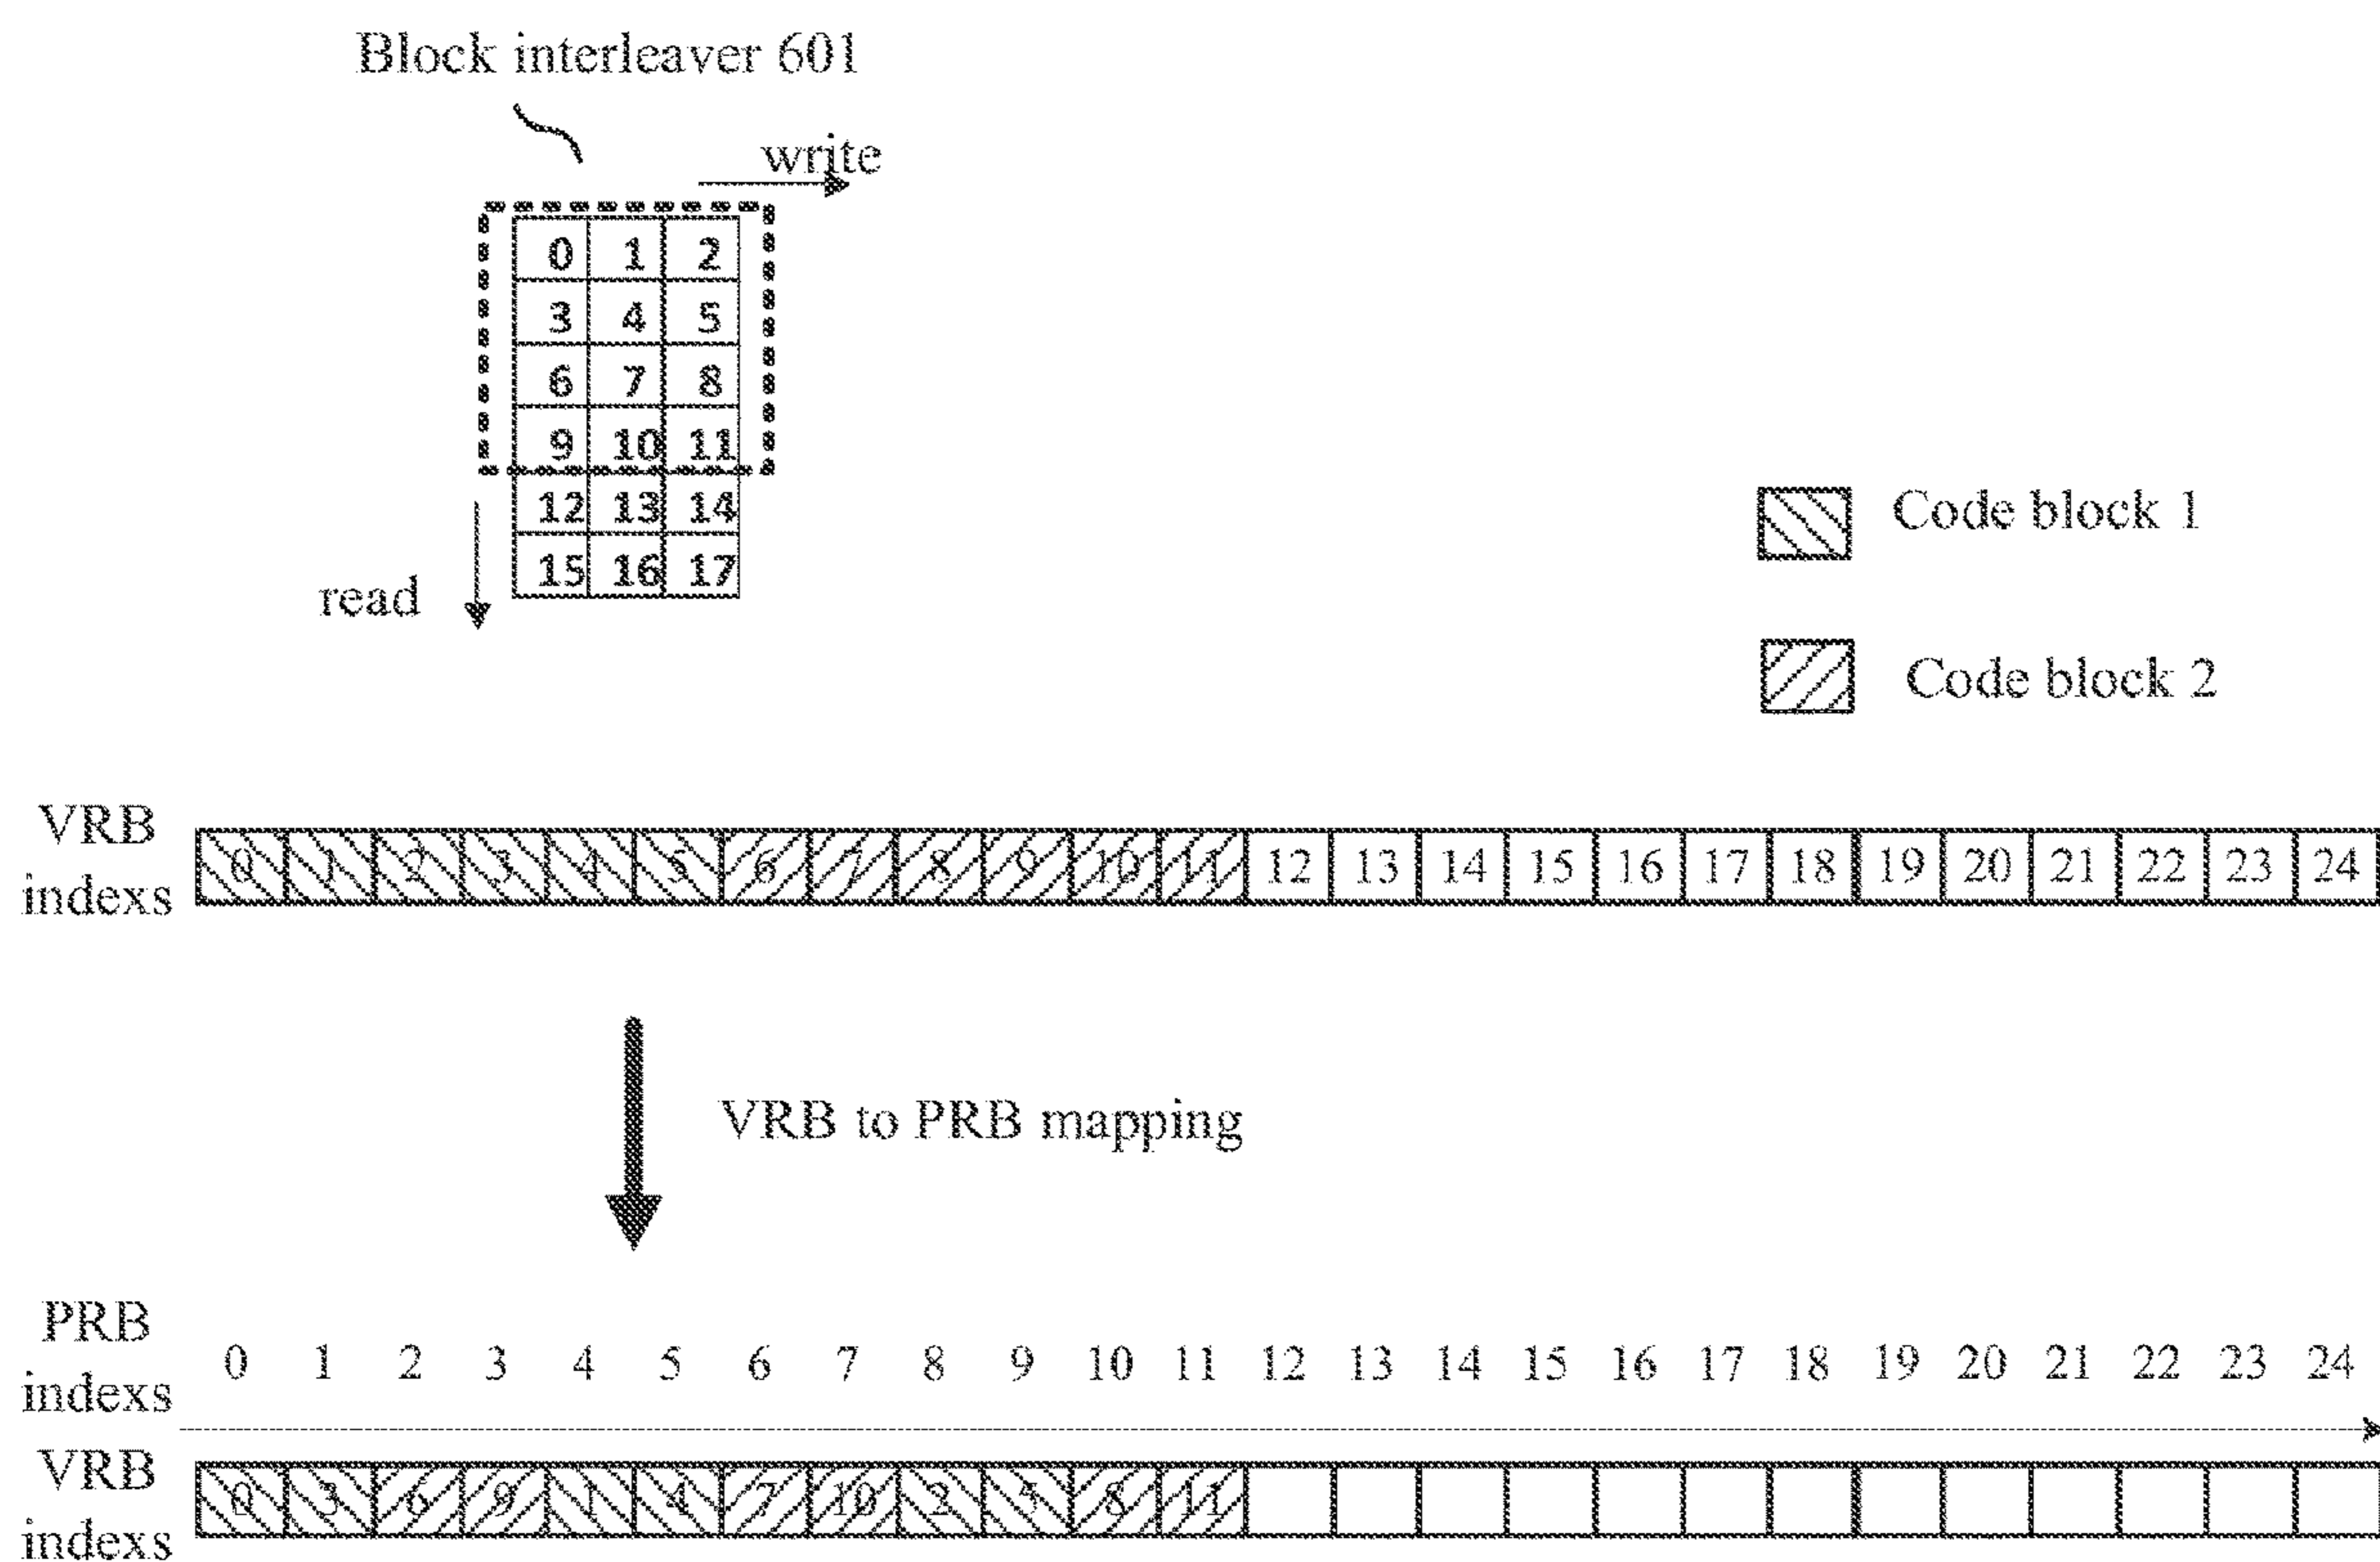 Block interleaver 601
write
0 1 2
3 4 5
6 7 8
9 10 11
12 13 14
15 16 17
read
Code block 1
Code block 2
VRB
indexs
0 1 2 3 4 5 6 7 8 9 10 11 12 13 14 15 16 17 18 19 20 21 22 23 24
VRB to PRB mapping
PRB
indexs
0 1 2 3 4 5 6 7 8 9 10 11 12 13 14 15 16 17 18 19 20 21 22 23 24
VRB
indexs
0 3 6 9 1 4 7 10 2 5 8 11